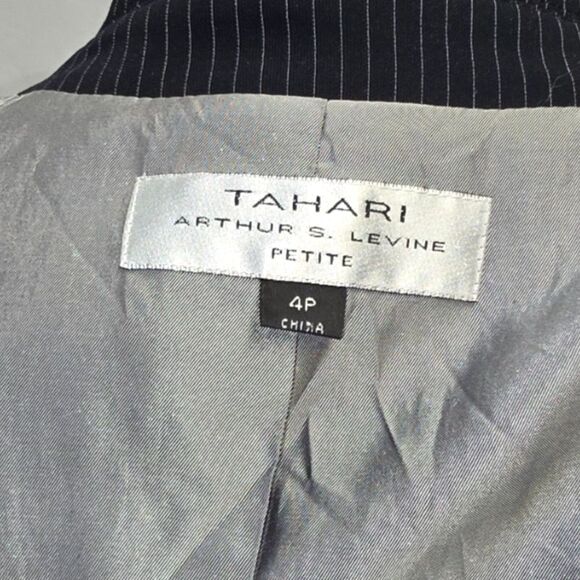 TAHARI
ARTHUR S. LEVINE
PETITE
4P
CHINA